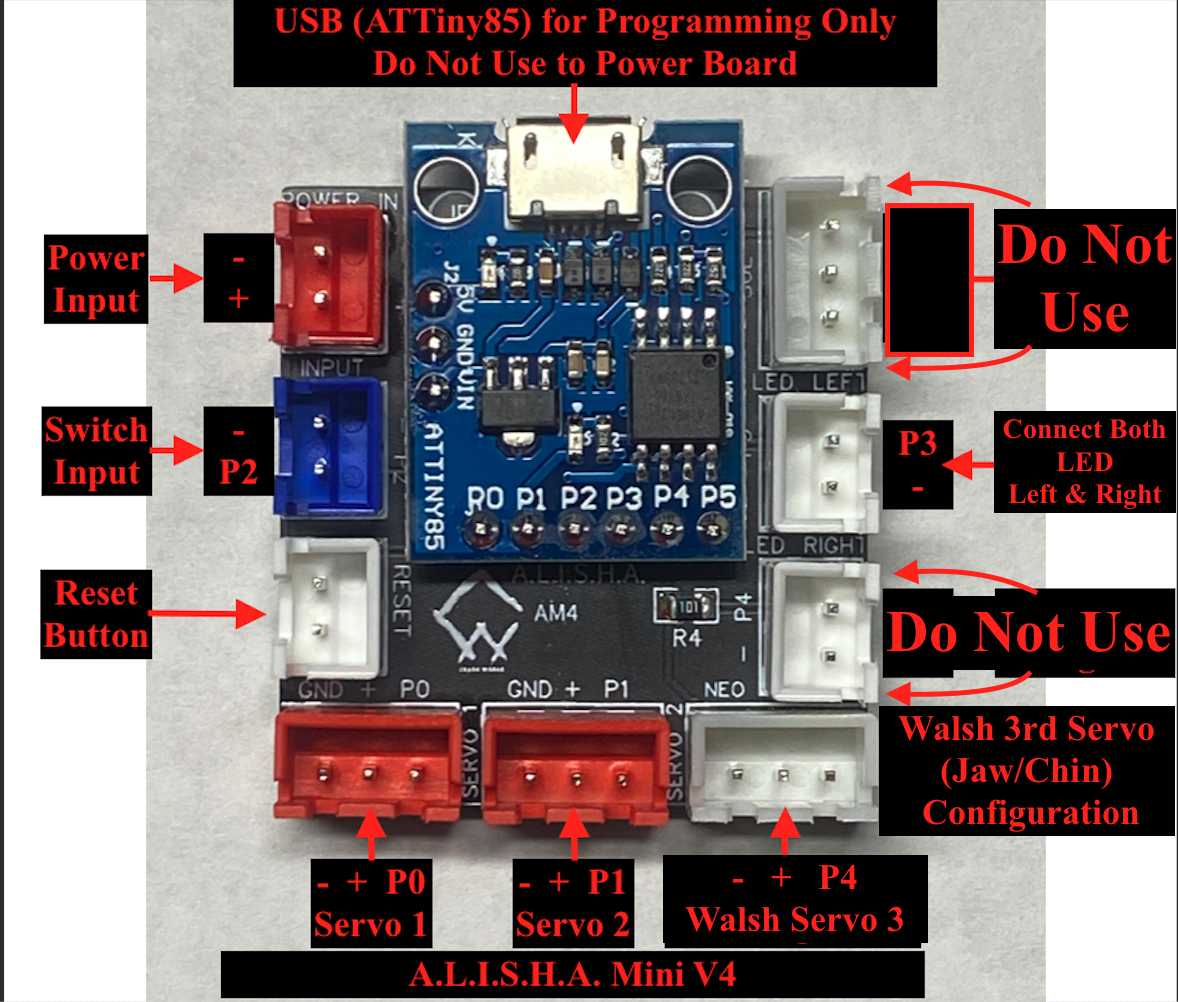 USB (ATTiny85) for Programming Only
Do Not Use to Power Board
POWER IN
Power
Input
-
+
Do Not
Use
J2
5V GND VIN
INPUT
LED LEFT
Switch
Input
-
P2
ATTINY85
P0 P1 P2 P3 P4 P5
P3
-
Connect Both
LED
Left & Right
LED RIGHT
A.L.I.S.H.A.
Reset
Button
RESET
AM4
101
R4
P4
-
Do Not Use
GND + P0
GND + P1
NEO
SERVO 1
SERVO 2
Walsh 3rd Servo
(Jaw/Chin)
Configuration
- + P0
Servo 1
- + P1
Servo 2
- + P4
Walsh Servo 3
A.L.I.S.H.A. Mini V4